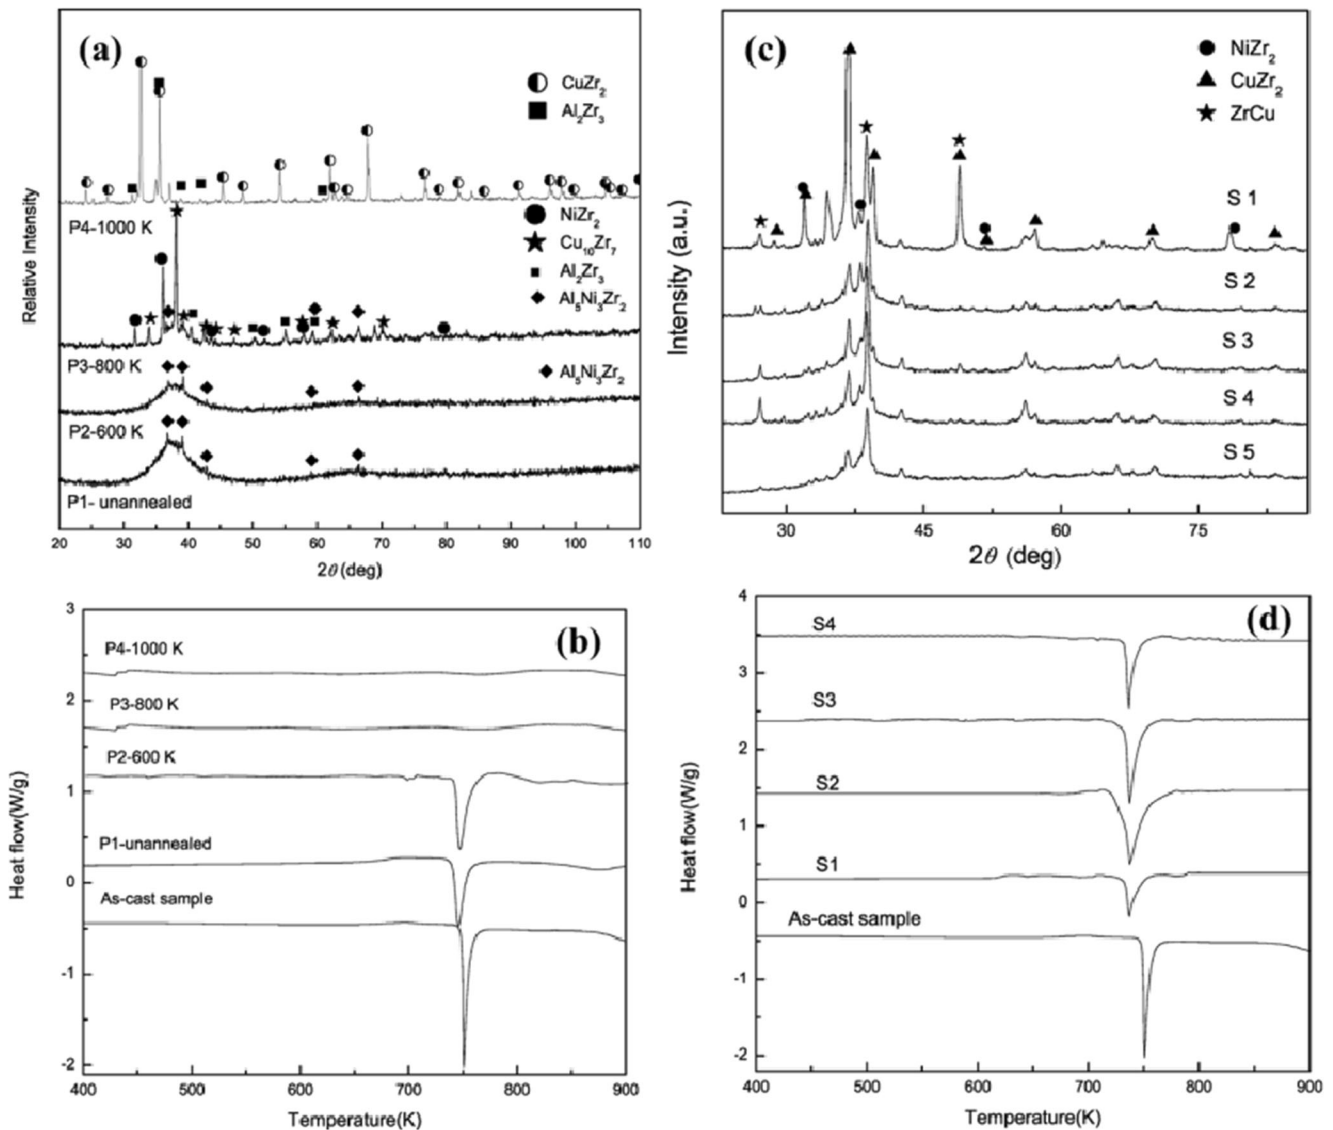 (a)
CuZr2
Al2Zr3
P4-1000 K
NiZr2
Cu10Zr7
Al2Zr3
Al5Ni3Zr2
P3-800 K
Al5Ni3Zr2
P2-600 K
P1- unannealed
Relative Intensity
20 30 40 50 60 70 80 90 100 110
2θ (deg)
(c)
NiZr2
CuZr2
ZrCu
S 1
S 2
S 3
S 4
S 5
Intensity (a.u.)
30 45 60 75
2θ (deg)
(b)
3
2
1
0
-1
-2
P4-1000 K
P3-800 K
P2-600 K
P1-unannealed
As-cast sample
Heat flow(W/g)
400 500 600 700 800 900
Temperature(K)
(d)
4
3
2
1
0
-1
-2
S4
S3
S2
S1
As-cast sample
Heat flow(W/g)
400 500 600 700 800 900
Temperature(K)